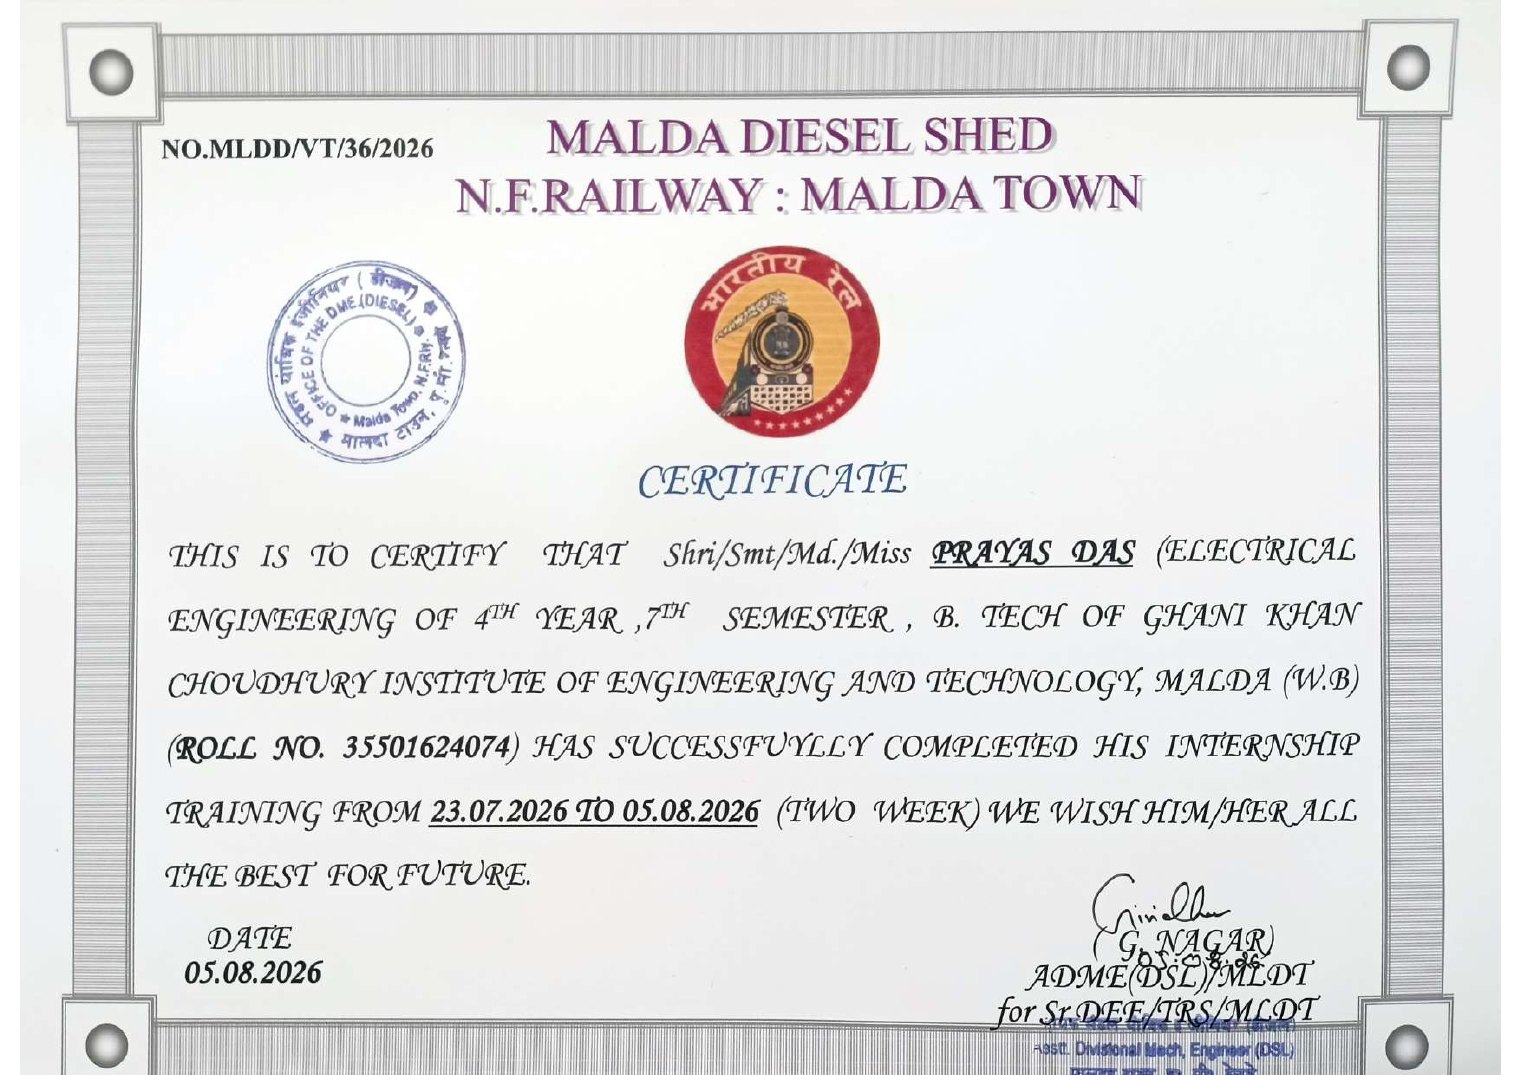 NO.MLDD/VT/36/2026
MALDA DIESEL SHED
N.F.RAILWAY : MALDA TOWN
OFFICE OF THE DME (DIESEL)
Malda Town, N.F.RLY.
मालदा टाउन,
भारतीय रेल
CERTIFICATE
THIS IS TO CERTIFY THAT Shri/Smt/Md./Miss PRAYAS DAS (ELECTRICAL
ENGINEERING OF 4TH YEAR ,7TH SEMESTER , B. TECH OF GHANI KHAN
CHOUDHURY INSTITUTE OF ENGINEERING AND TECHNOLOGY, MALDA (W.B)
(ROLL NO. 35501624074) HAS SUCCESSFUYLLY COMPLETED HIS INTERNSHIP
TRAINING FROM 23.07.2026 TO 05.08.2026 (TWO WEEK) WE WISH HIM/HER ALL
THE BEST FOR FUTURE.
DATE
05.08.2026
(G. NAGAR)
05.08.26
ADME(DSL)/MLDT
for Sr.DEE/TRS/MLDT
Asst. Divisional Mech. Engineer (DSL)